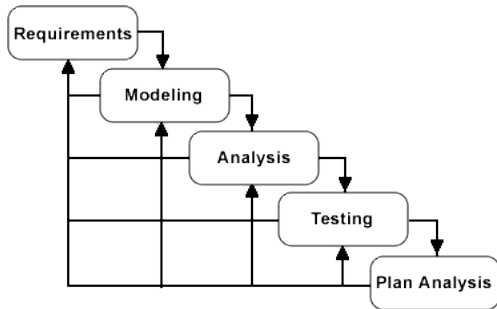 Requirements
Modeling
Analysis
Testing
Plan Analysis